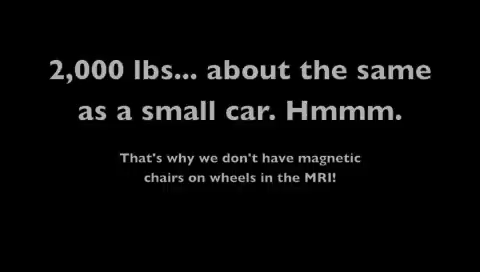 2,000 lbs... about the same
as a small car. Hmmm.
That's why we don't have magnetic
chairs on wheels in the MRI!